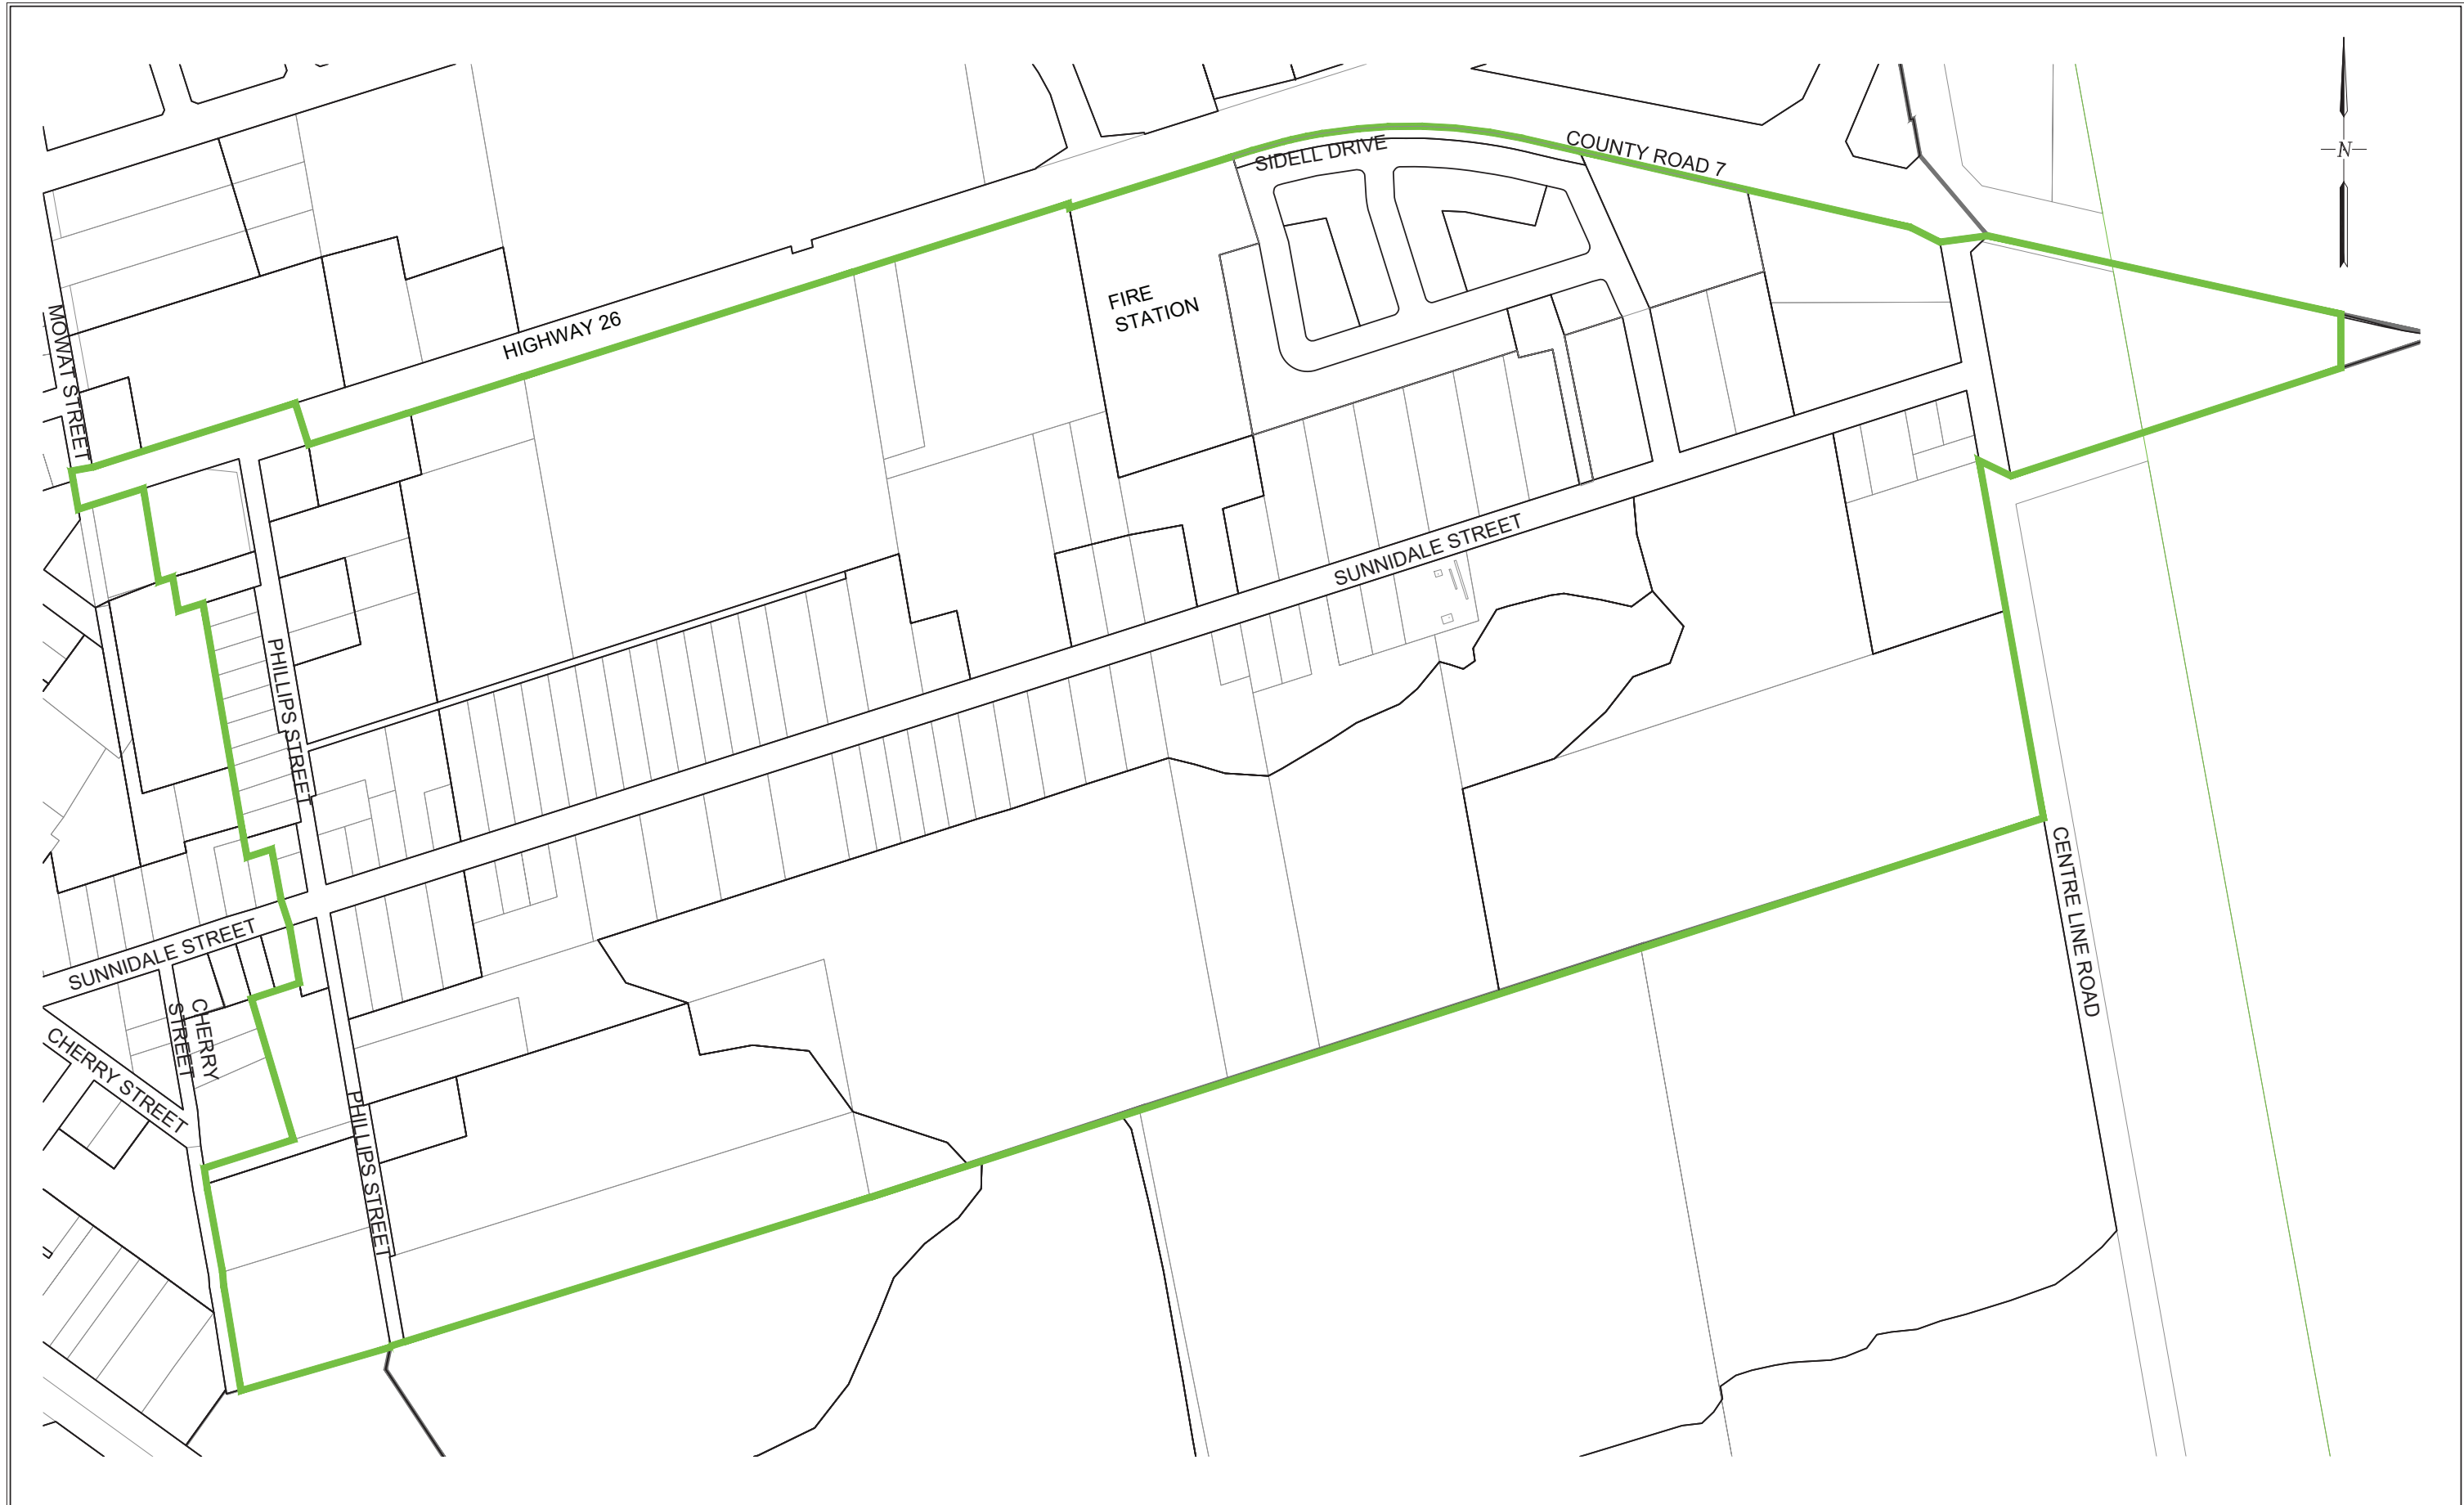 COUNTY ROAD 7
SIDELL DRIVE
N
FIRE
STATION
HIGHWAY 26
MOWAT STREET
SUNNIDALE STREET
PHILLIPS STREET
CENTRE LINE ROAD
SUNNIDALE STREET
CHERRY
STREET
CHERRY STREET
PHILLIPS STREET